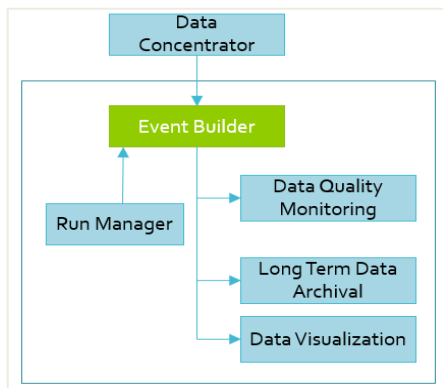 Data
Concentrator
Event Builder
Data Quality
Monitoring
Run Manager
Long Term Data
Archival
Data Visualization